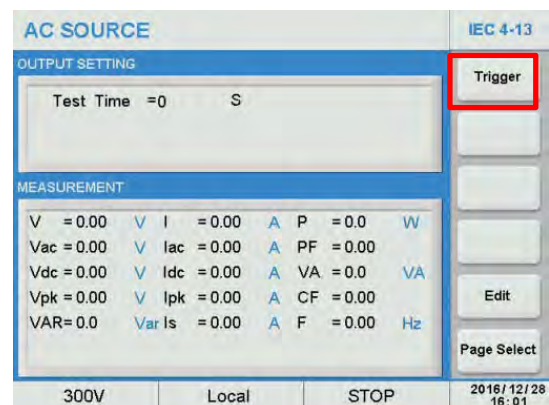 AC SOURCE
IEC 4-13
OUTPUT SETTING
Test Time =0 S
Trigger
MEASUREMENT
V = 0.00 V I = 0.00 A P = 0.0 W
Vac = 0.00 V Iac = 0.00 A PF = 0.00
Vdc = 0.00 V Idc = 0.00 A VA = 0.0 VA
Vpk = 0.00 V Ipk = 0.00 A CF = 0.00
VAR= 0.0 Var Is = 0.00 A F = 0.00 Hz
Edit
Page Select
300V Local STOP
2016/12/28
16:01